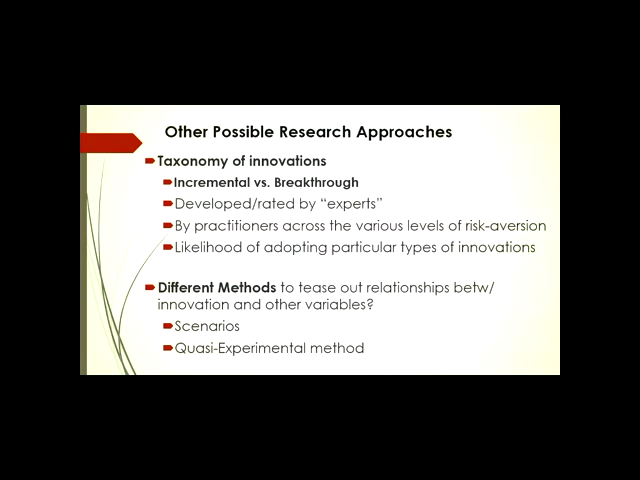 Other Possible Research Approaches
Taxonomy of innovations
Incremental vs. Breakthrough
Developed/rated by “experts”
By practitioners across the various levels of risk-aversion
Likelihood of adopting particular types of innovations
Different Methods to tease out relationships betw/
innovation and other variables?
Scenarios
Quasi-Experimental method